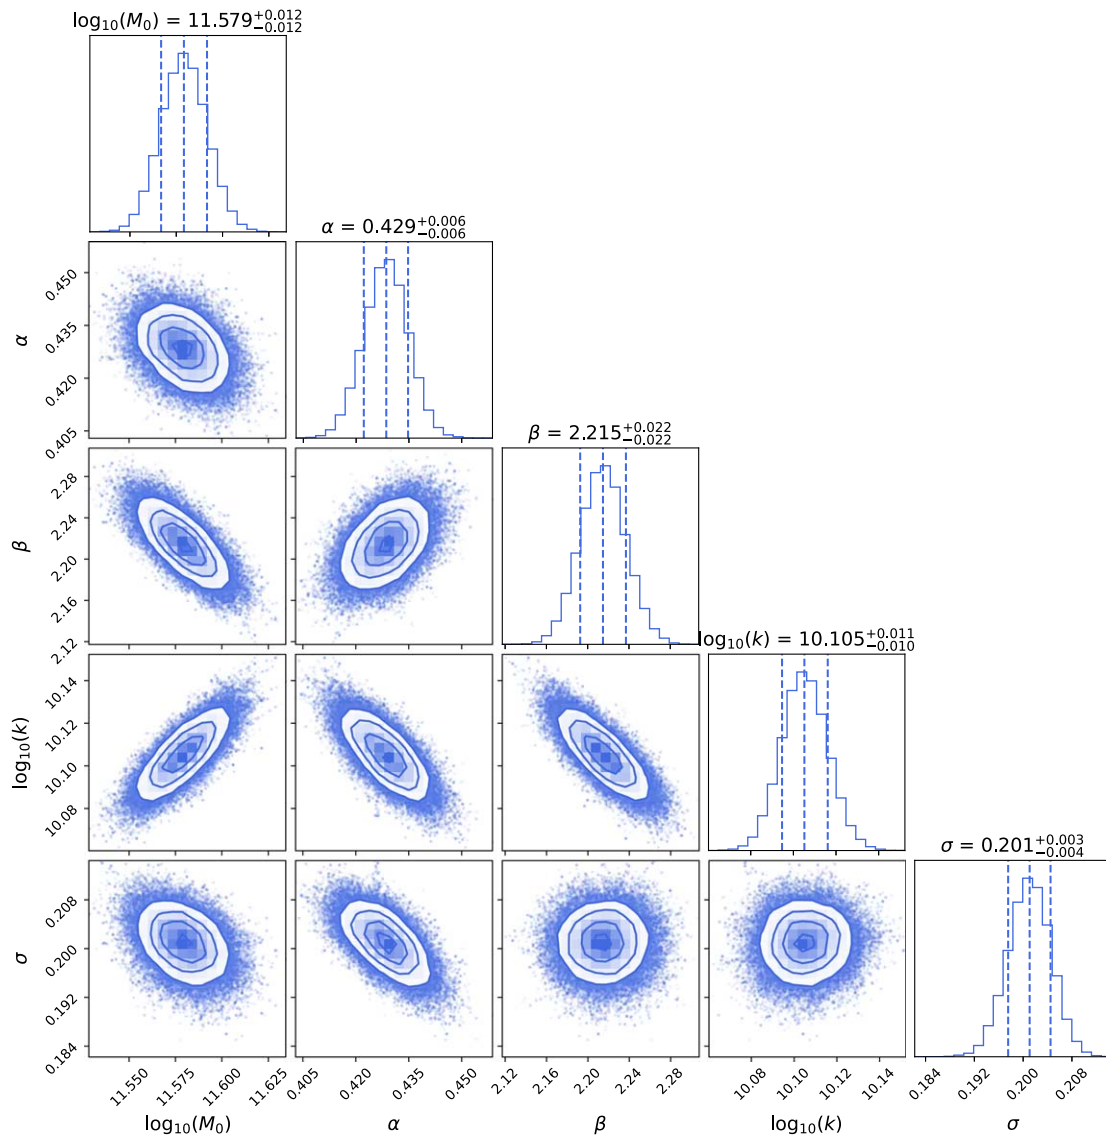 log₁₀(M₀) = 11.579⁺⁰·⁰¹²₋₀.₀₁₂
α = 0.429⁺⁰·⁰⁰⁶₋₀.₀₀₆
0.450
0.435
0.420
0.405
α
β = 2.215⁺⁰·⁰²²₋₀.₀₂₂
2.28
2.24
2.20
2.16
2.12
β
log₁₀(k) = 10.105⁺⁰·⁰¹¹₋₀.₀₁₀
10.14
10.12
10.10
10.08
log₁₀(k)
σ = 0.201⁺⁰·⁰⁰³₋₀.₀₀₄
0.208
0.200
0.192
0.184
σ
11.550 11.575 11.600 11.625 0.405 0.420 0.435 0.450 2.12 2.16 2.20 2.24 2.28 10.08 10.10 10.12 10.14 0.184 0.192 0.200 0.208
log₁₀(M₀) α β log₁₀(k) σ